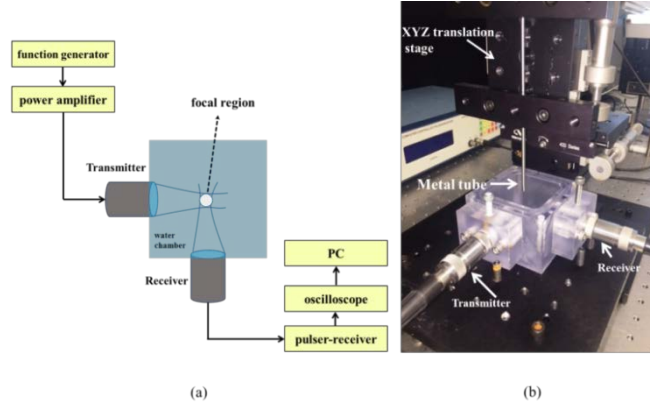 function generator
power amplifier
focal region
Transmitter
water
chamber
Receiver
PC
oscilloscope
pulser-receiver
(a)
XYZ translation
stage
Metal tube
Receiver
Transmitter
(b)